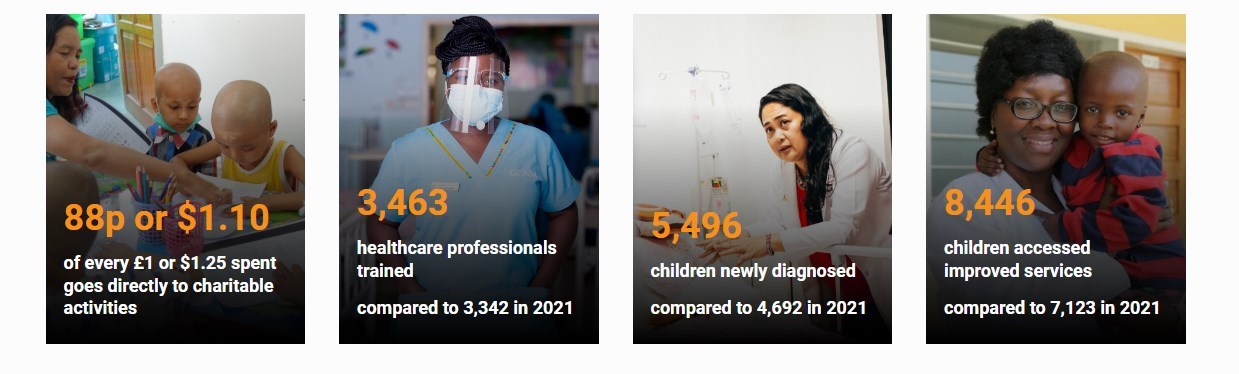 88p or $1.10
of every £1 or $1.25 spent
goes directly to charitable
activities
3,463
healthcare professionals
trained
compared to 3,342 in 2021
5,496
children newly diagnosed
compared to 4,692 in 2021
8,446
children accessed
improved services
compared to 7,123 in 2021